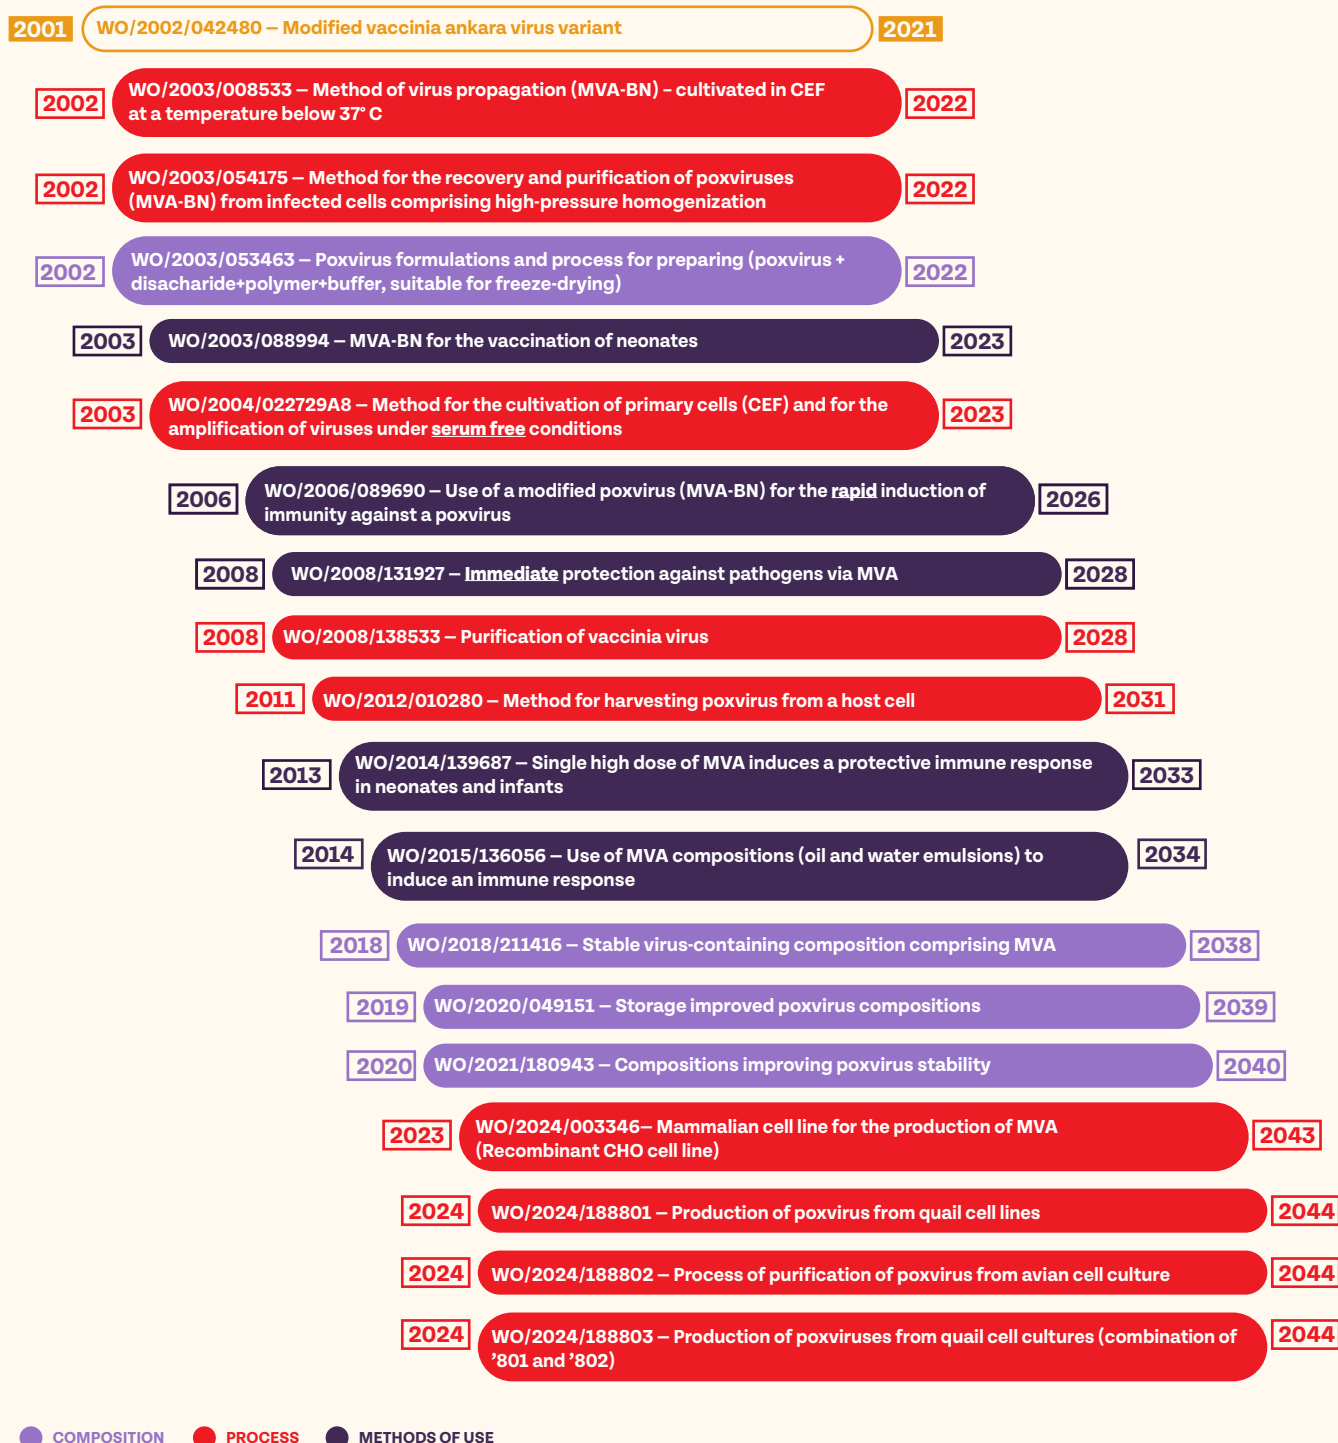 2001 WO/2002/042480 – Modified vaccinia ankara virus variant 2021
WO/2003/008533 – Method of virus propagation (MVA-BN) – cultivated in CEF
2002 at a temperature below 37° C 2022
WO/2003/054175 – Method for the recovery and purification of poxviruses
2002 (MVA-BN) from infected cells comprising high-pressure homogenization 2022
WO/2003/053463 – Poxvirus formulations and process for preparing (poxvirus +
2002 disacharide+polymer+buffer, suitable for freeze-drying) 2022
2003 WO/2003/088994 – MVA-BN for the vaccination of neonates 2023
WO/2004/022729A8 – Method for the cultivation of primary cells (CEF) and for the
2003 amplification of viruses under serum free conditions 2023
WO/2006/089690 – Use of a modified poxvirus (MVA-BN) for the rapid induction of
2006 immunity against a poxvirus 2026
2008 WO/2008/131927 – Immediate protection against pathogens via MVA 2028
2008 WO/2008/138533 – Purification of vaccinia virus 2028
2011 WO/2012/010280 – Method for harvesting poxvirus from a host cell 2031
WO/2014/139687 – Single high dose of MVA induces a protective immune response
2013 in neonates and infants 2033
2014 WO/2015/136056 – Use of MVA compositions (oil and water emulsions) to 2034
induce an immune response
2018 WO/2018/211416 – Stable virus-containing composition comprising MVA 2038
2019 WO/2020/049151 – Storage improved poxvirus compositions 2039
2020 WO/2021/180943 – Compositions improving poxvirus stability 2040
2023 WO/2024/003346– Mammalian cell line for the production of MVA 2043
(Recombinant CHO cell line)
2024 WO/2024/188801 – Production of poxvirus from quail cell lines 2044
2024 WO/2024/188802 – Process of purification of poxvirus from avian cell culture 2044
2024 WO/2024/188803 – Production of poxviruses from quail cell cultures (combination of 2044
’801 and ’802)
COMPOSITION PROCESS METHODS OF USE